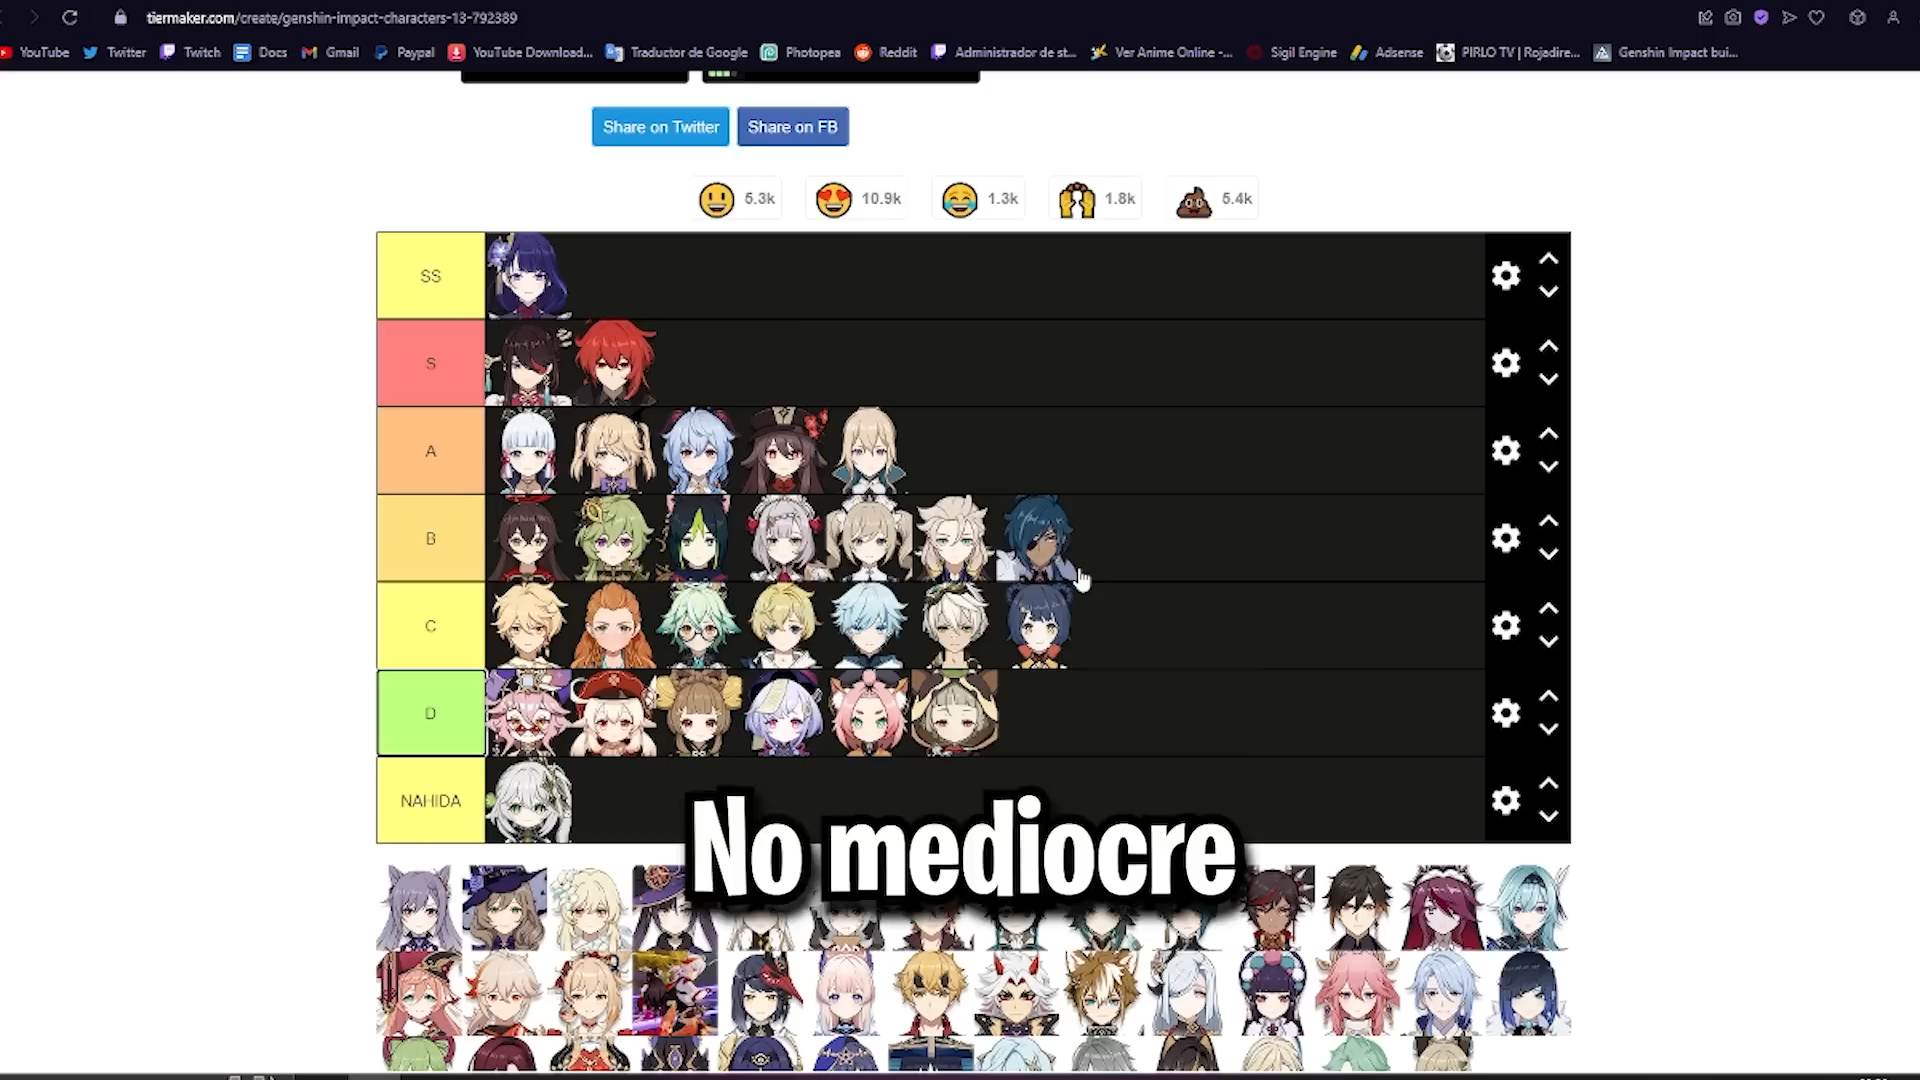 tiermaker.com/create/genshin-impact-characters-13-792389
YouTube Twitter Twitch Docs Gmail Paypal YouTube Download... Traductor de Google Photopea Reddit Administrador de st... Ver Anime Online -... Sigil Engine Adsense PIRLO TV | Rojadire... Genshin Impact bui...
Share on Twitter Share on FB
5.3k 10.9k 1.3k 1.8k 5.4k
SS
S
A
B
C
D
NAHIDA
No mediocre